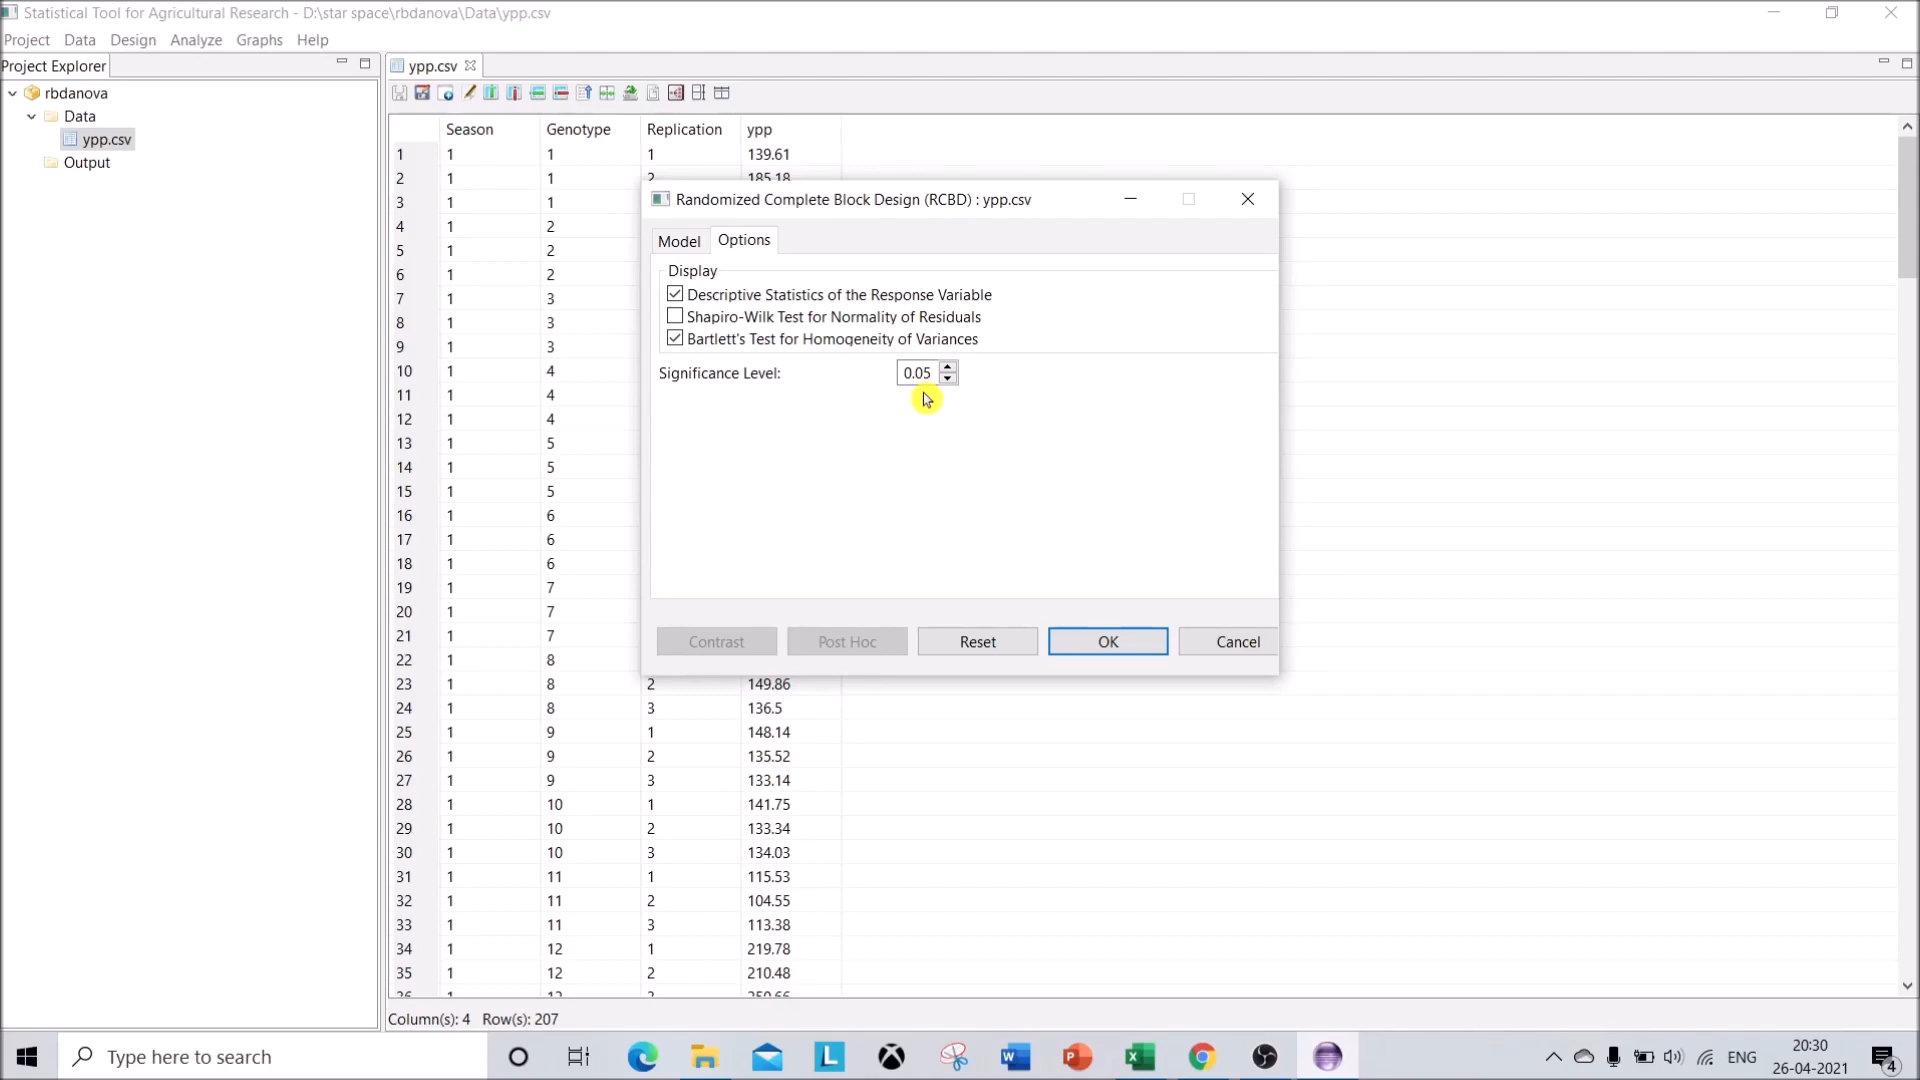 Statistical Tool for Agricultural Research - D:\star space\rbdanova\Data\ypp.csv
Project Data Design Analyze Graphs Help
Project Explorer
ypp.csv
rbdanova
Data
ypp.csv
Output
Season Genotype Replication ypp
1 1 1 1 139.61
2 1 1 2 185.18
3 1 1
4 1 2
5 1 2
6 1 2
7 1 3
8 1 3
9 1 3
10 1 4
11 1 4
12 1 4
13 1 5
14 1 5
15 1 5
16 1 6
17 1 6
18 1 6
19 1 7
20 1 7
21 1 7
22 1 8
23 1 8 2 149.86
24 1 8 3 136.5
25 1 9 1 148.14
26 1 9 2 135.52
27 1 9 3 133.14
28 1 10 1 141.75
29 1 10 2 133.34
30 1 10 3 134.03
31 1 11 1 115.53
32 1 11 2 104.55
33 1 11 3 113.38
34 1 12 1 219.78
35 1 12 2 210.48
Randomized Complete Block Design (RCBD) : ypp.csv
Model Options
Display
Descriptive Statistics of the Response Variable
Shapiro-Wilk Test for Normality of Residuals
Bartlett's Test for Homogeneity of Variances
Significance Level: 0.05
Contrast Post Hoc Reset OK Cancel
Column(s): 4 Row(s): 207
Type here to search
ENG
20:30
26-04-2021
4